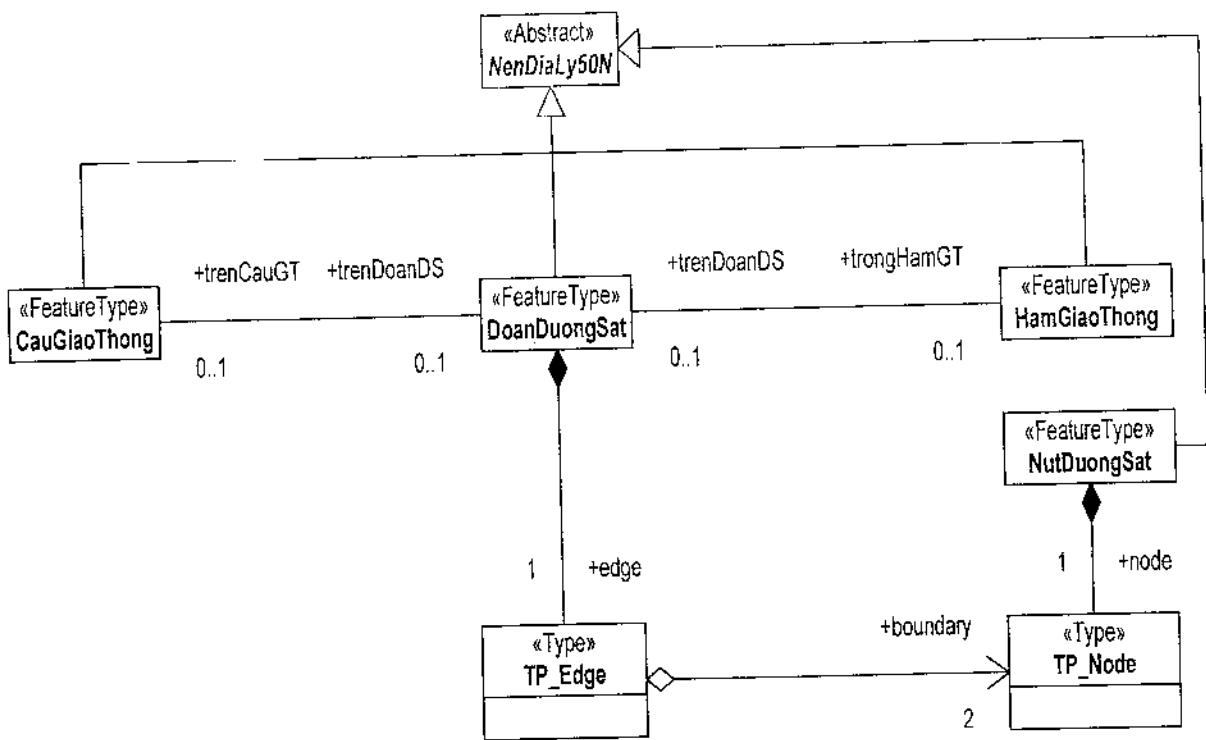 «Abstract»
NenDiaLy50N
+trenCauGT
+trenDoanDS
+trenDoanDS
+trongHamGT
«FeatureType»
CauGiaoThong
«FeatureType»
DoanDuongSat
«FeatureType»
HamGiaoThong
0..1
0..1
0..1
0..1
«FeatureType»
NutDuongSat
1
+edge
1
+node
«Type»
TP_Edge
+boundary
2
«Type»
TP_Node